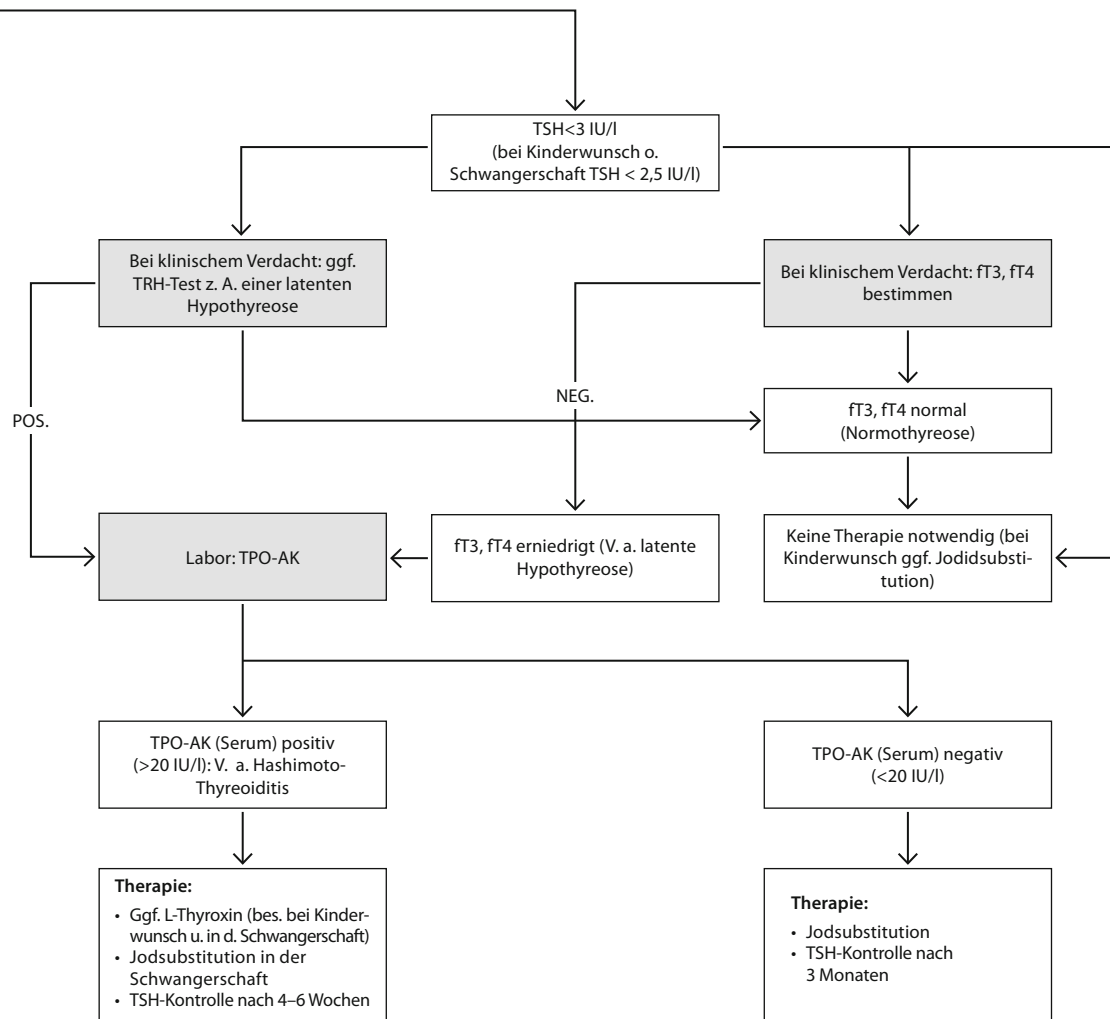 TSH<3 IU/l
(bei Kinderwunsch o.
Schwangerschaft TSH < 2,5 IU/l)
Bei klinischem Verdacht: ggf.
TRH-Test z. A. einer latenten
Hypothyreose
Bei klinischem Verdacht: fT3, fT4
bestimmen
POS.
NEG.
fT3, fT4 normal
(Normothyreose)
Labor: TPO-AK
fT3, fT4 erniedrigt (V. a. latente
Hypothyreose)
Keine Therapie notwendig (bei
Kinderwunsch ggf. Jodidsubsti-
tution)
TPO-AK (Serum) positiv
(>20 IU/l): V. a. Hashimoto-
Thyreoiditis
TPO-AK (Serum) negativ
(<20 IU/l)
Therapie:
• Ggf. L-Thyroxin (bes. bei Kinder-
wunsch u. in d. Schwangerschaft)
• Jodsubstitution in der
Schwangerschaft
• TSH-Kontrolle nach 4–6 Wochen
Therapie:
• Jodsubstitution
• TSH-Kontrolle nach
3 Monaten